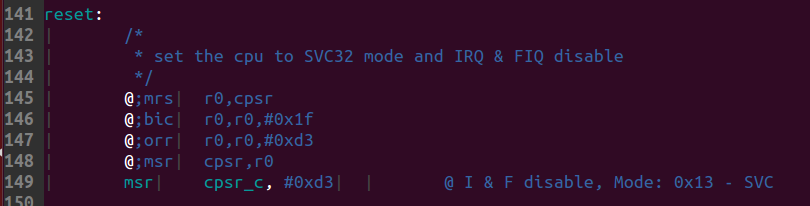 141 reset:
142 /*
143 * set the cpu to SVC32 mode and IRQ & FIQ disable
144 */
145 @;mrs| r0,cpsr
146 @;bic| r0,r0,#0x1f
147 @;orr| r0,r0,#0xd3
148 @;msr| cpsr,r0
149 msr| cpsr_c, #0xd3| | @ I & F disable, Mode: 0x13 - SVC
150